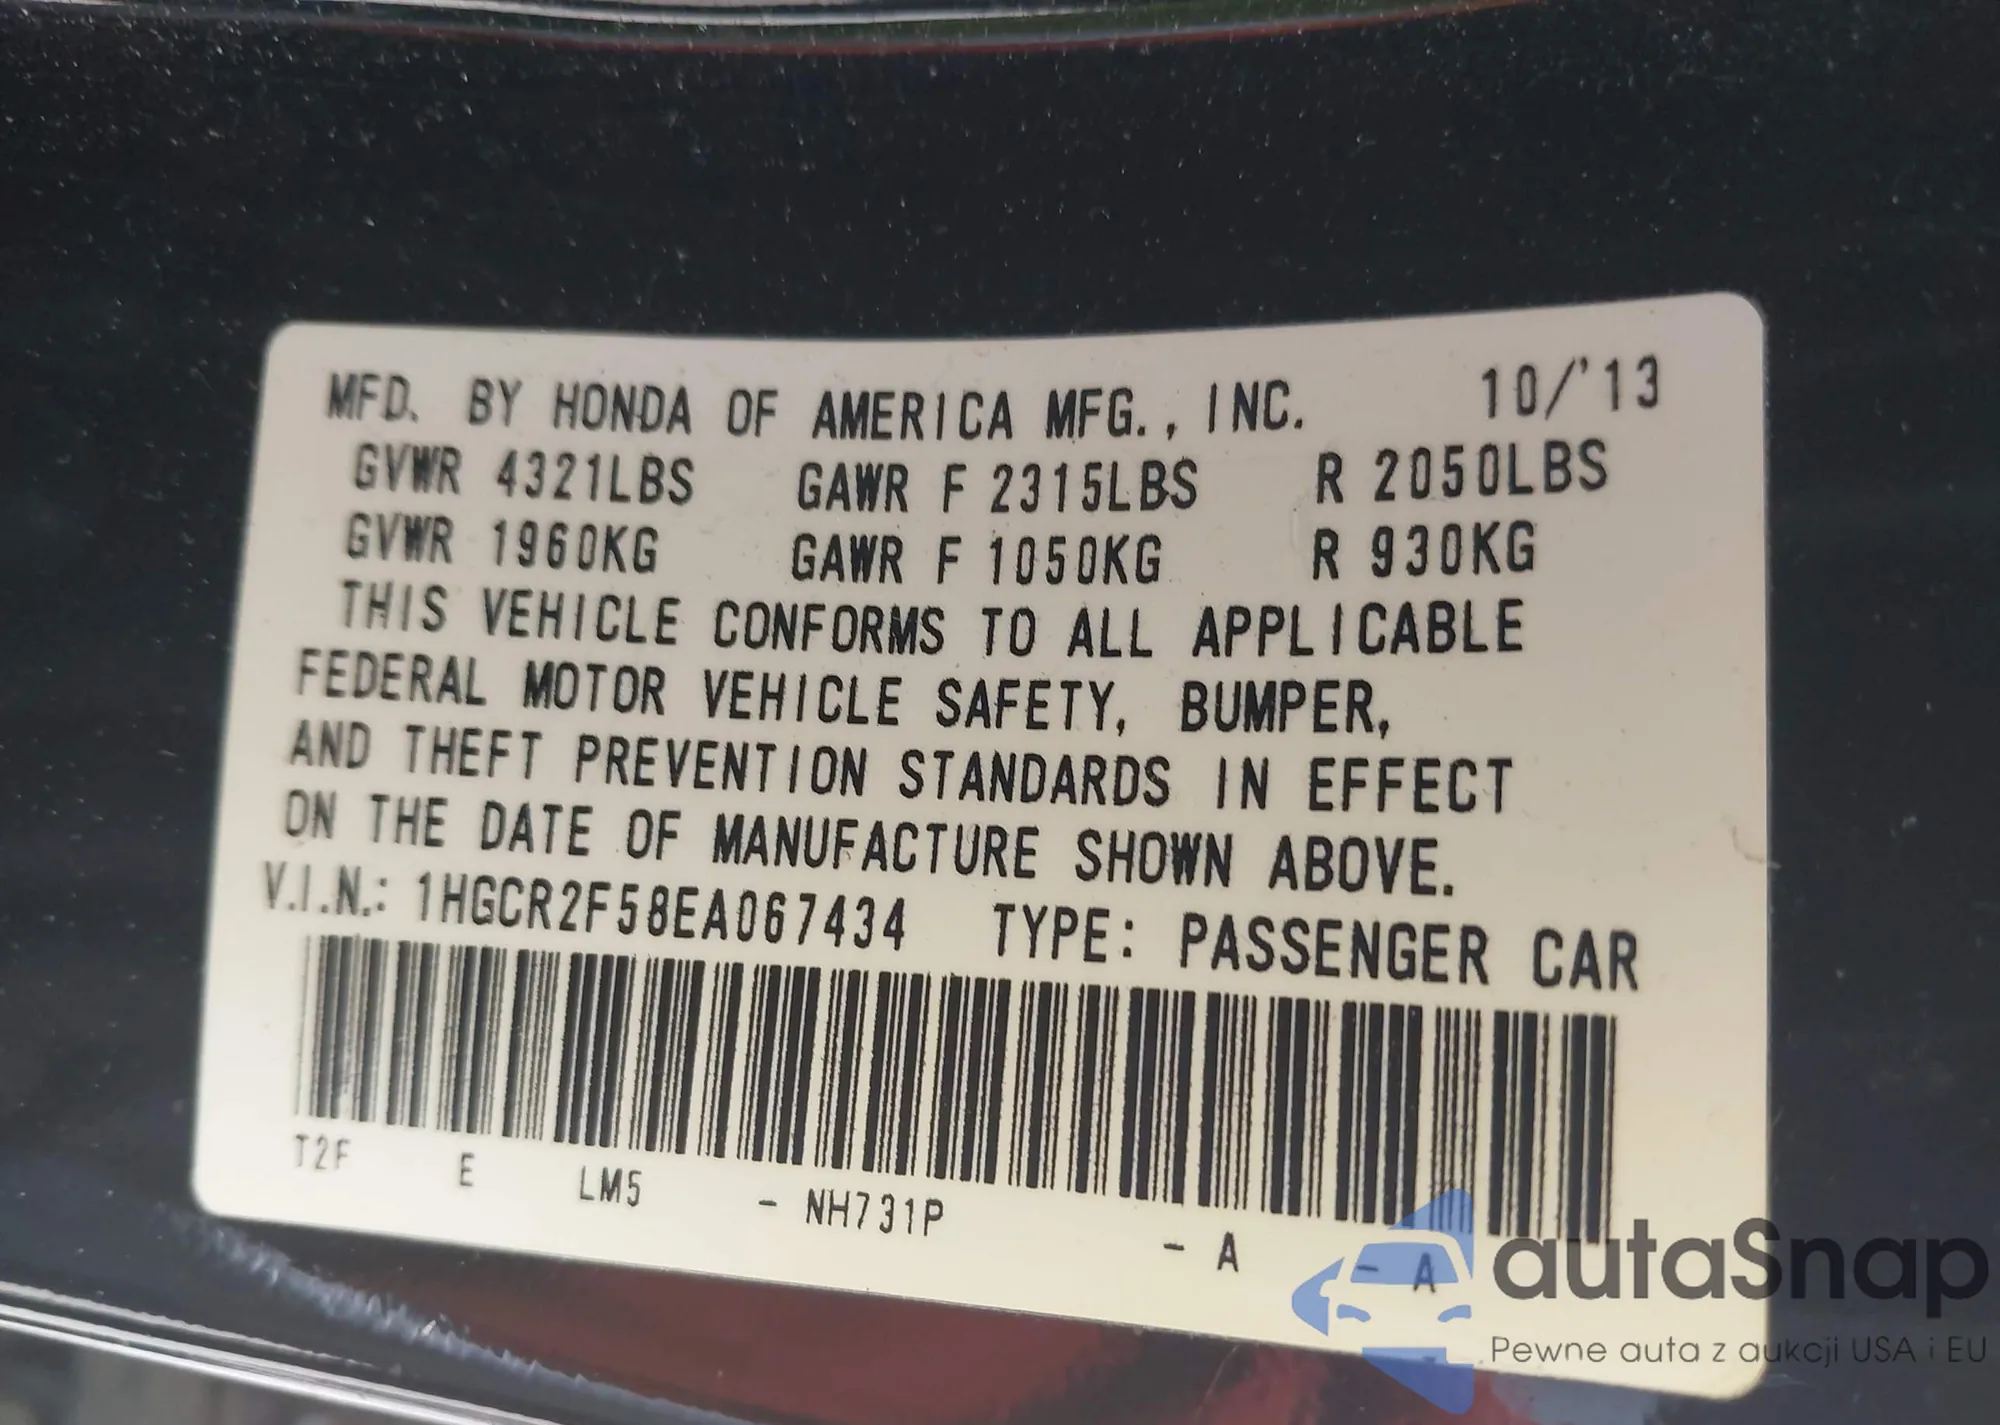 MFD. BY HONDA OF AMERICA MFG., INC. 10/'13
GVWR 4321LBS GAWR F 2315LBS R 2050LBS
GVWR 1960KG GAWR F 1050KG R 930KG
THIS VEHICLE CONFORMS TO ALL APPLICABLE
FEDERAL MOTOR VEHICLE SAFETY, BUMPER,
AND THEFT PREVENTION STANDARDS IN EFFECT
ON THE DATE OF MANUFACTURE SHOWN ABOVE.
V.I.N.: 1HGCR2F58EA067434 TYPE: PASSENGER CAR
T2F E LM5 - NH731P - A - A
autaSnap
Pewne auta z aukcji USA i EU